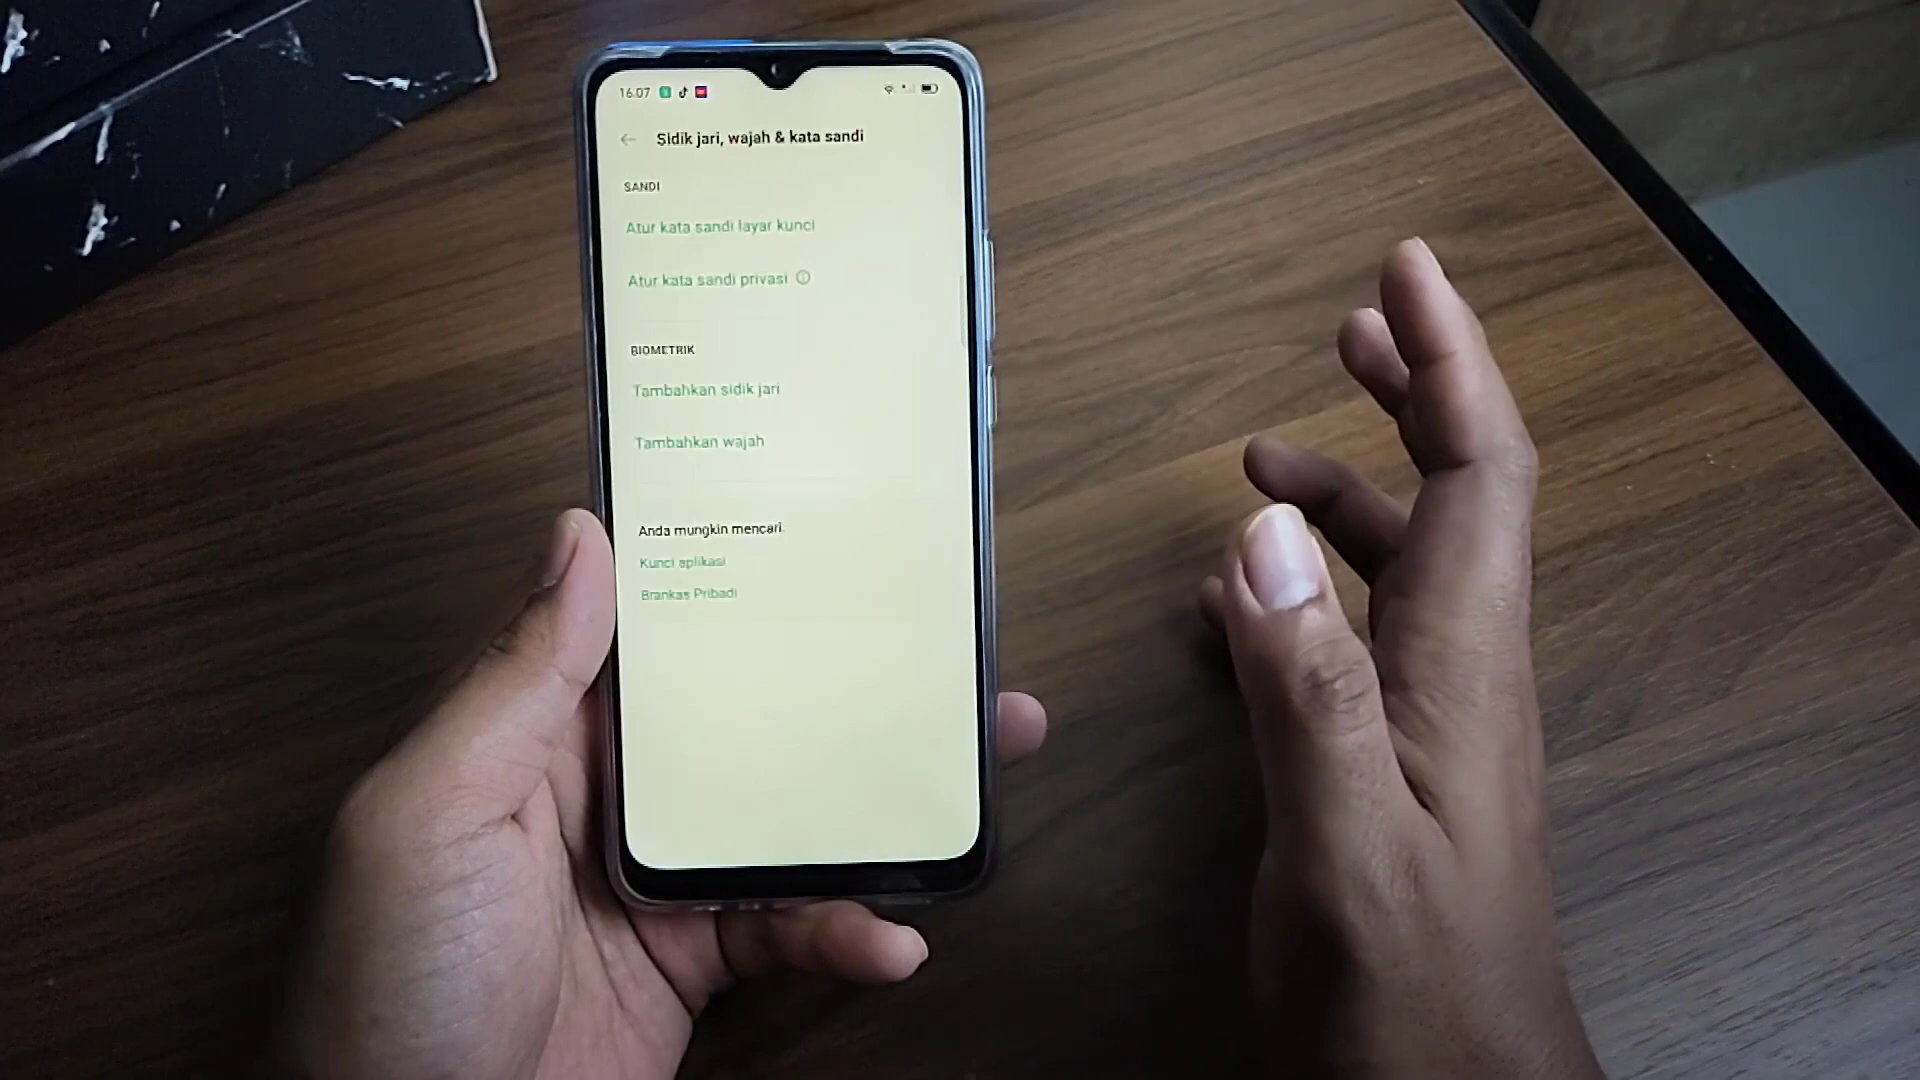 16.07
Sidik jari, wajah & kata sandi
SANDI
Atur kata sandi layar kunci
Atur kata sandi privasi
BIOMETRIK
Tambahkan sidik jari
Tambahkan wajah
Anda mungkin mencari:
Kunci aplikasi
Brankas Pribadi